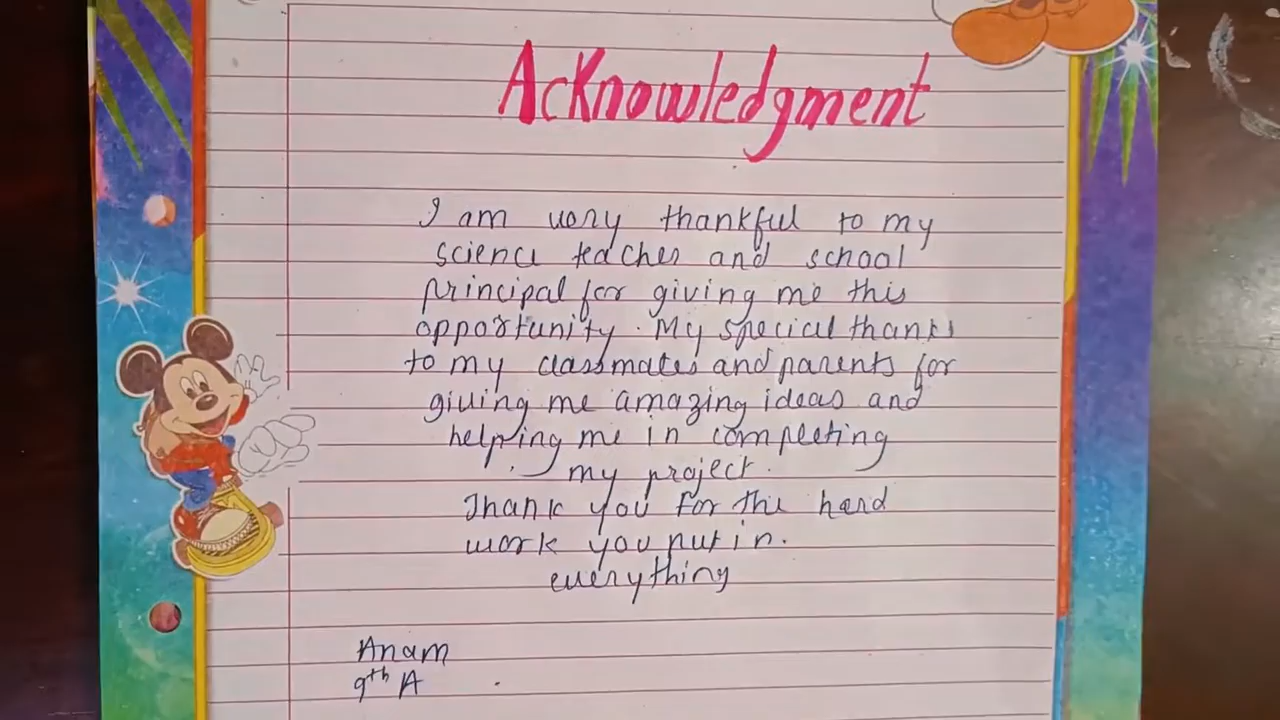 Acknowledgment
I am very thankful to my
science teacher and school
principal for giving me this
opportunity. My special thanks
to my classmates and parents for
giving me amazing ideas and
helping me in completing
my project.
Thank you for the hard
work you put in.
everything
Anam
9th A